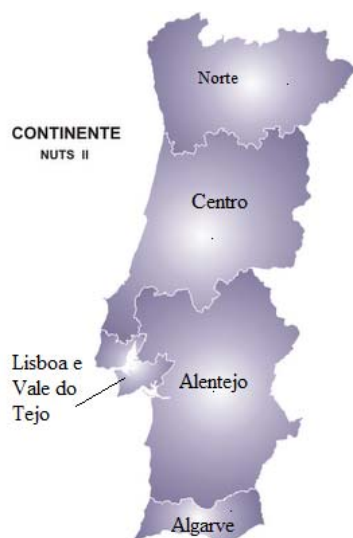 Norte
CONTINENTE
NUTS II
Centro
Lisboa e
Vale do
Tejo
Alentejo
Algarve